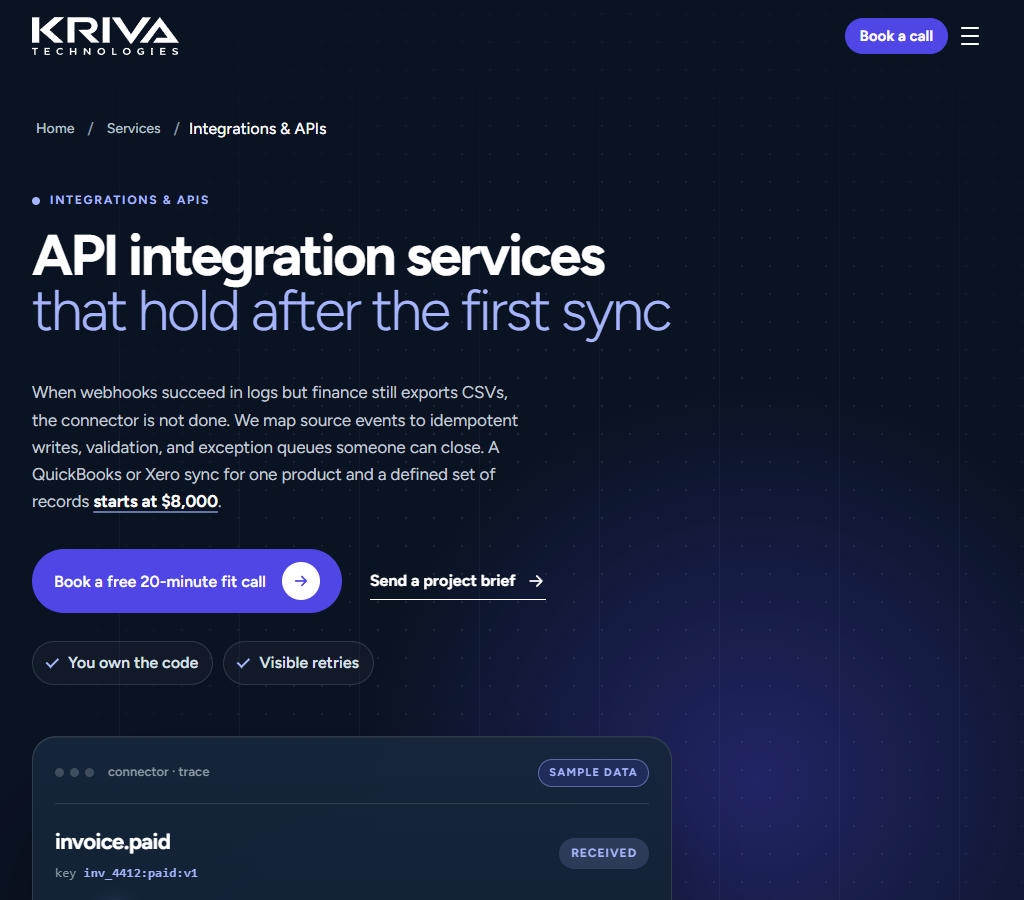 KRIVA
TECHNOLOGIES
Book a call
Home / Services / Integrations & APIs
INTEGRATIONS & APIS
API integration services
that hold after the first sync
When webhooks succeed in logs but finance still exports CSVs,
the connector is not done. We map source events to idempotent
writes, validation, and exception queues someone can close. A
QuickBooks or Xero sync for one product and a defined set of
records starts at $8,000.
Book a free 20-minute fit call
Send a project brief
You own the code
Visible retries
connector · trace
SAMPLE DATA
invoice.paid
RECEIVED
key inv_4412:paid:v1